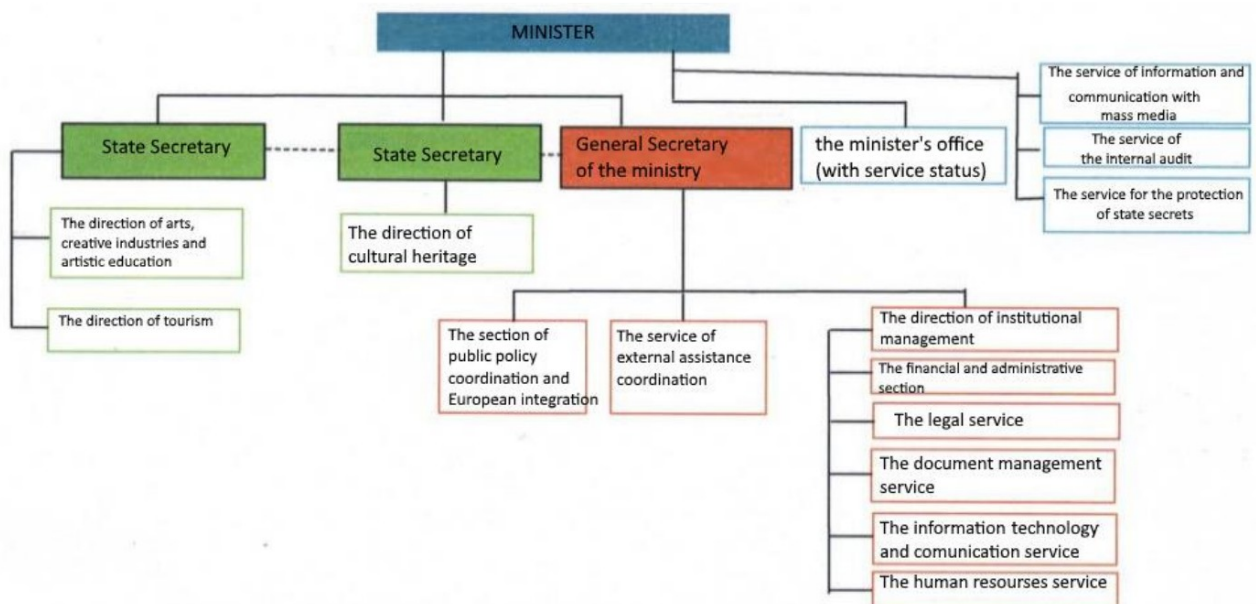 MINISTER
State Secretary
State Secretary
General Secretary
of the ministry
the minister's office
(with service status)
The service of information and
communication with
mass media
The service of
the internal audit
The service for the protection
of state secrets
The direction of arts,
creative industries and
artistic education
The direction of tourism
The direction of
cultural heritage
The section of
public policy
coordination and
European integration
The service of
external assistance
coordination
The direction of institutional
management
The financial and administrative
section
The legal service
The document management
service
The information technology
and comunication service
The human resourses service